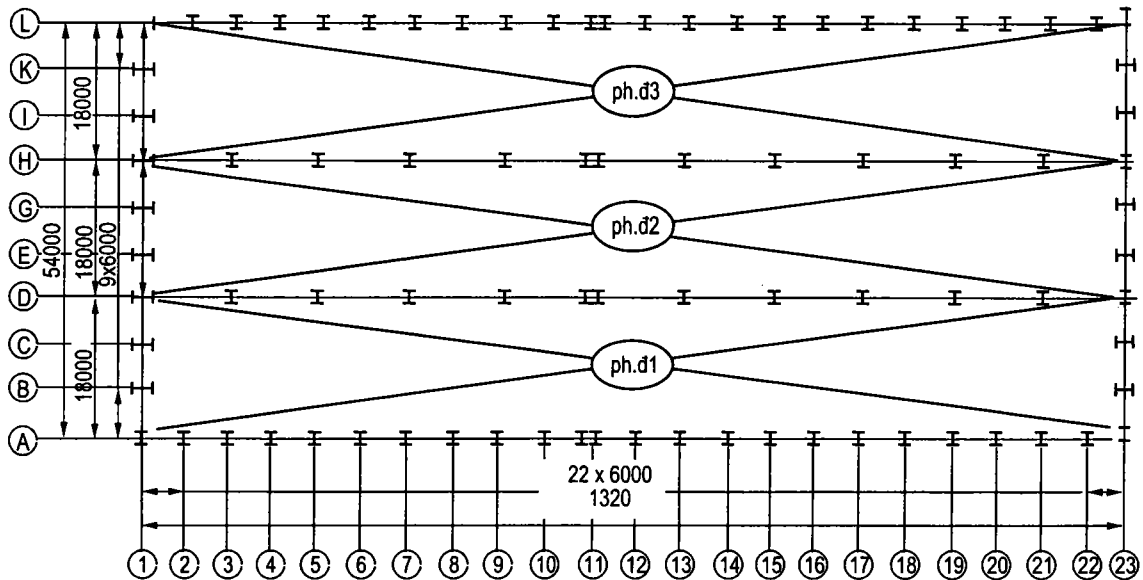 L
K
I
H
G
E
D
C
B
A
54000
18000
18000
18000
9x6000
ph.đ3
ph.đ2
ph.đ1
22 x 6000
1320
1 2 3 4 5 6 7 8 9 10 11 12 13 14 15 16 17 18 19 20 21 22 23